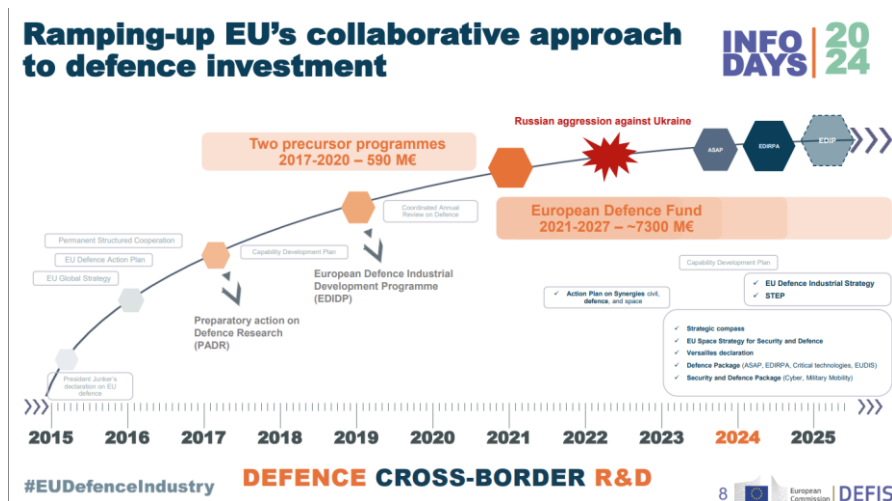 Ramping-up EU's collaborative approach
to defence investment
INFO
DAYS
20
24
Russian aggression against Ukraine
Two precursor programmes
2017-2020 – 590 M€
ASAP
EDIRPA
EDIP
Coordinated Annual
Review on Defence
European Defence Fund
2021-2027 – ~7300 M€
Permanent Structured Cooperation
EU Defence Action Plan
EU Global Strategy
Capability Development Plan
European Defence Industrial
Development Programme
(EDIDP)
Capability Development Plan
✓ EU Defence Industrial Strategy
✓ STEP
✓ Action Plan on Synergies civil,
defence, and space
Preparatory action on
Defence Research
(PADR)
✓ Strategic compass
✓ EU Space Strategy for Security and Defence
✓ Versailles declaration
✓ Defence Package (ASAP, EDIRPA, Critical technologies, EUDIS)
✓ Security and Defence Package (Cyber, Military Mobility)
President Junker's
declaration on EU
defence
2015 2016 2017 2018 2019 2020 2021 2022 2023 2024 2025
#EUDefenceIndustry
DEFENCE CROSS-BORDER R&D
8
European
Commission
DEFIS